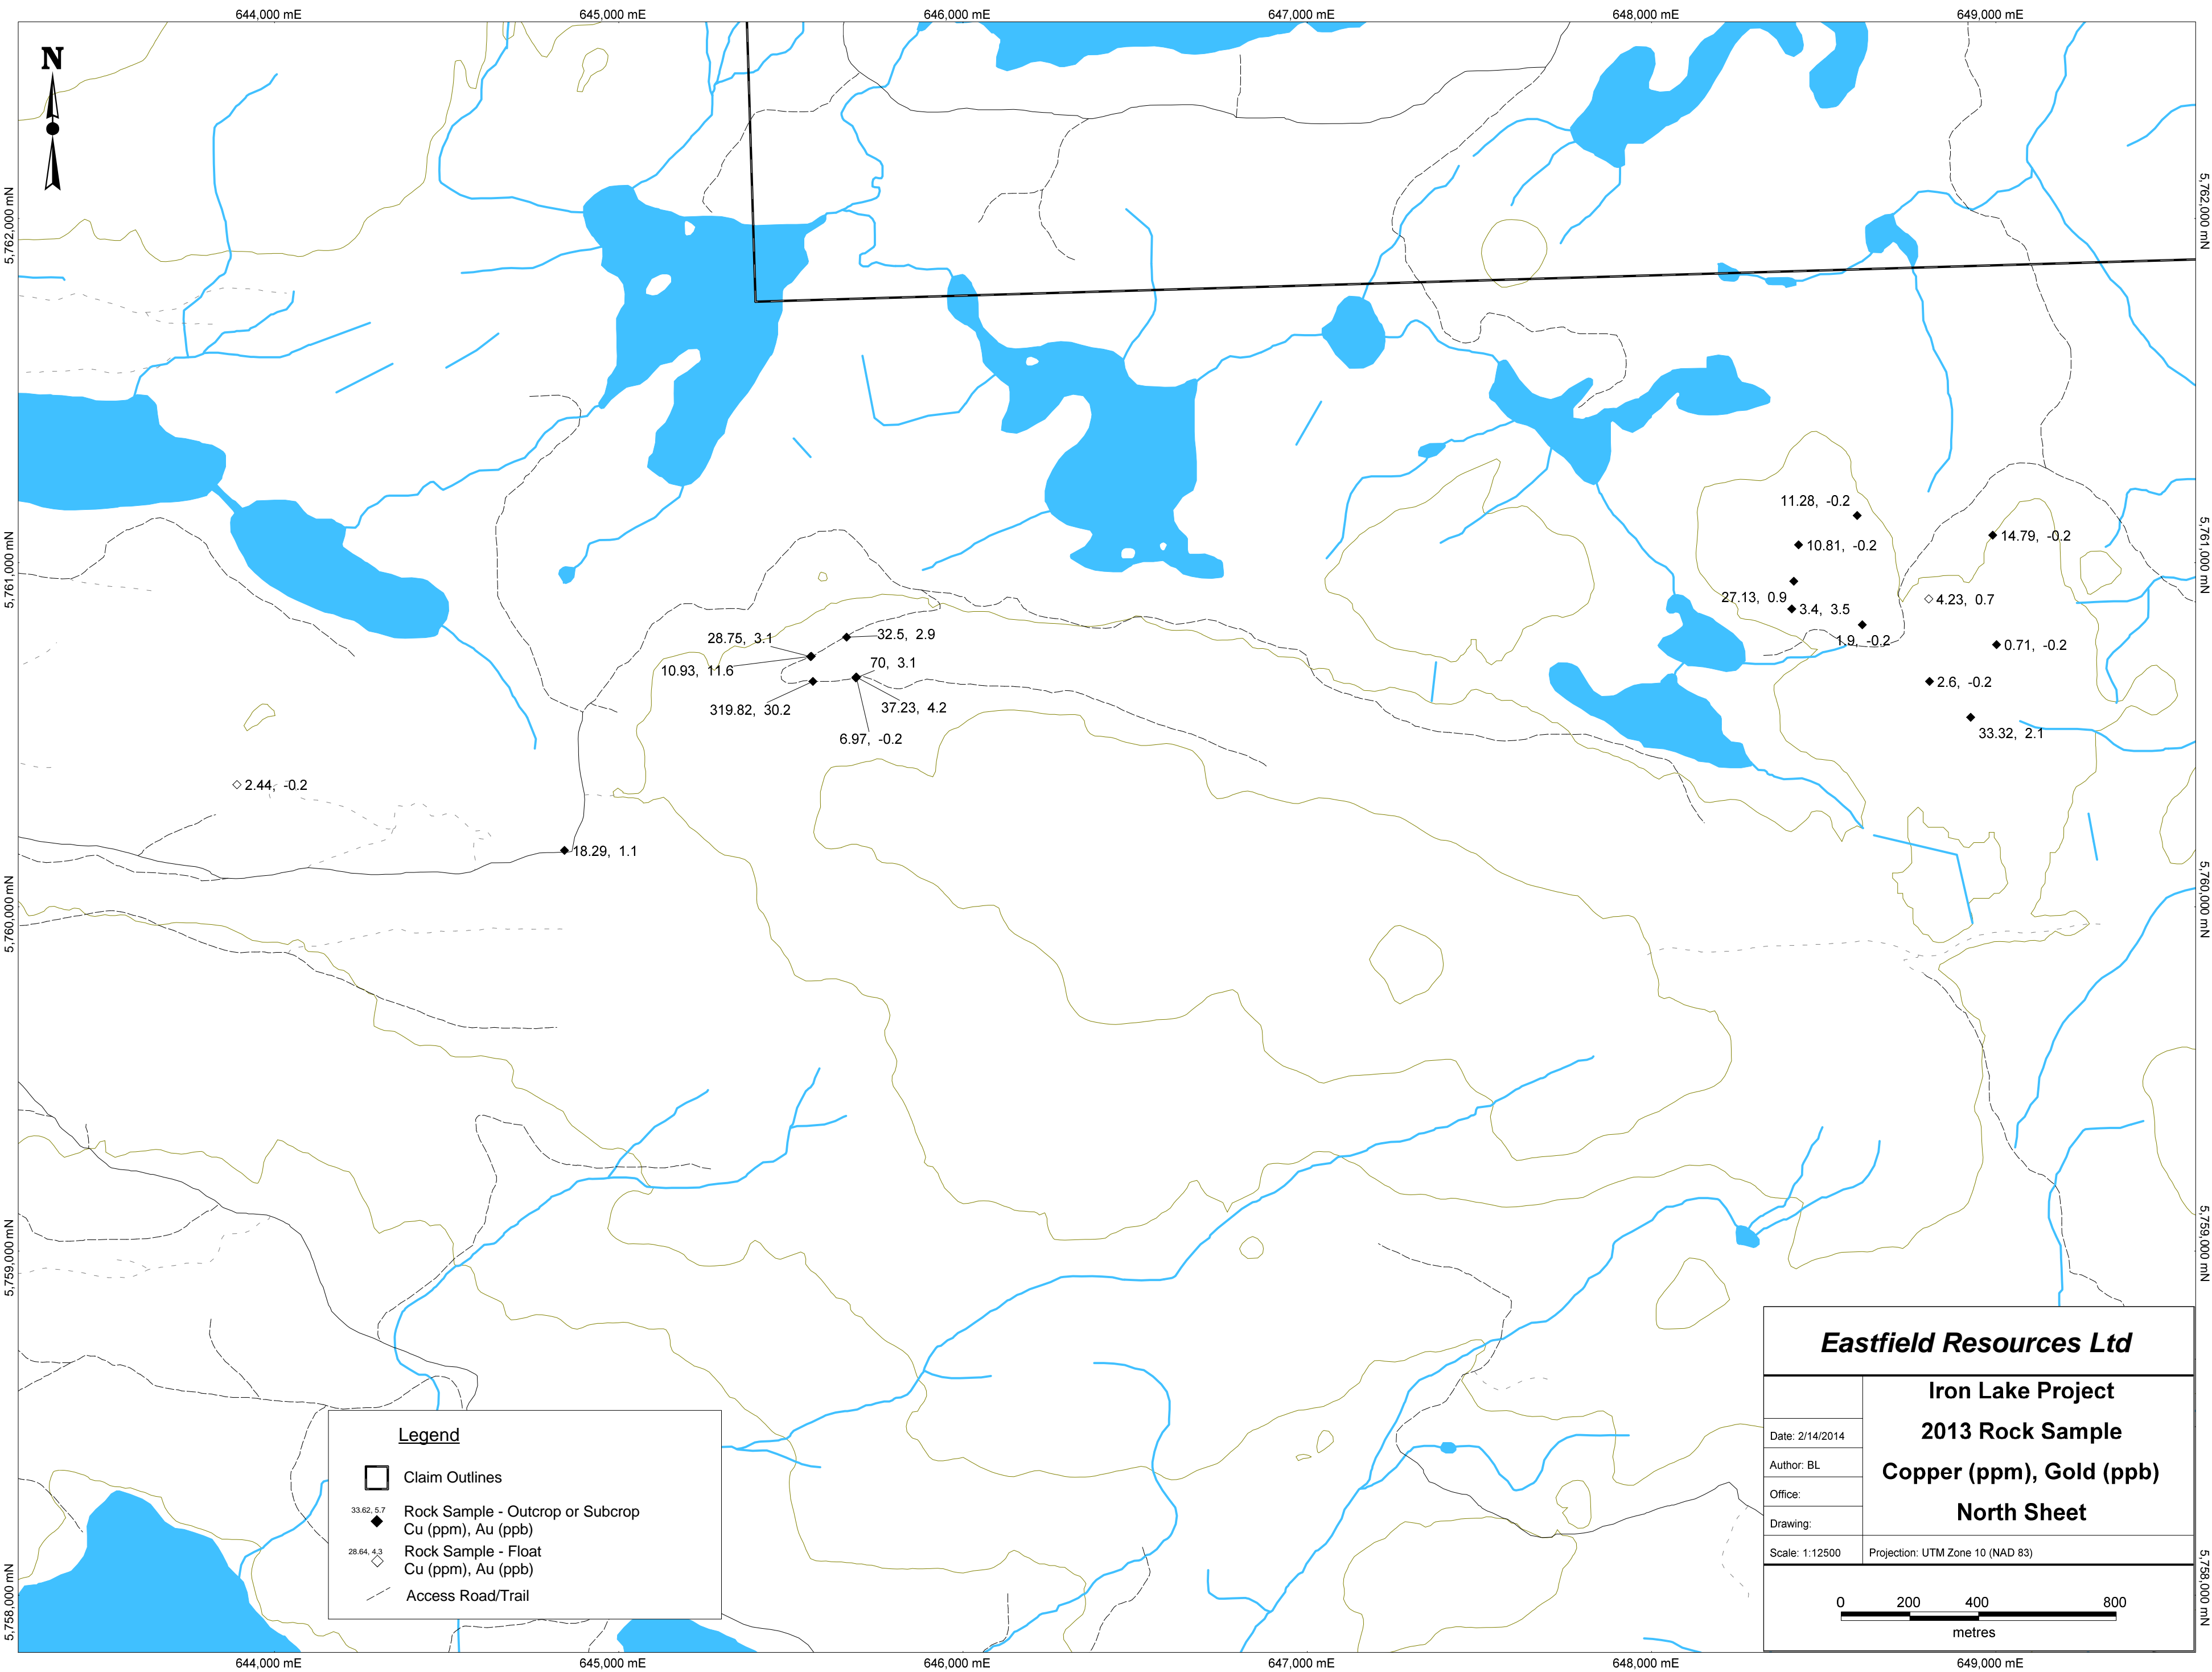 644,000 mE
645,000 mE
646,000 mE
647,000 mE
648,000 mE
649,000 mE
N
5,762,000 mN
5,762,000 mN
11.28, -0.2
10.81, -0.2
14.79, -0.2
5,761,000 mN
5,761,000 mN
27.13, 0.9
3.4, 3.5
4.23, 0.7
1.9, -0.2
0.71, -0.2
2.6, -0.2
33.32, 2.1
28.75, 3.1
32.5, 2.9
10.93, 11.6
70, 3.1
319.82, 30.2
37.23, 4.2
6.97, -0.2
2.44, -0.2
18.29, 1.1
5,760,000 mN
5,760,000 mN
5,759,000 mN
5,759,000 mN
Legend
Claim Outlines
33.62, 5.7
Rock Sample - Outcrop or Subcrop
Cu (ppm), Au (ppb)
28.64, 4.3
Rock Sample - Float
Cu (ppm), Au (ppb)
Access Road/Trail
Eastfield Resources Ltd
Iron Lake Project
2013 Rock Sample
Copper (ppm), Gold (ppb)
North Sheet
Date: 2/14/2014
Author: BL
Office:
Drawing:
Scale: 1:12500
Projection: UTM Zone 10 (NAD 83)
0 200 400 800
metres
5,758,000 mN
5,758,000 mN
644,000 mE
645,000 mE
646,000 mE
647,000 mE
648,000 mE
649,000 mE